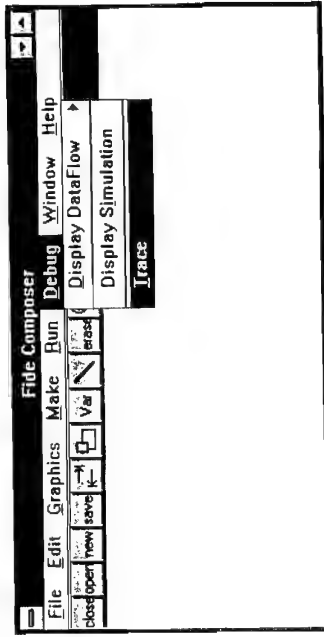 Fide Composer
File Edit Graphics Make Run Debug Window Help
close open new save Var erase
Display DataFlow
Display Simulation
Trace